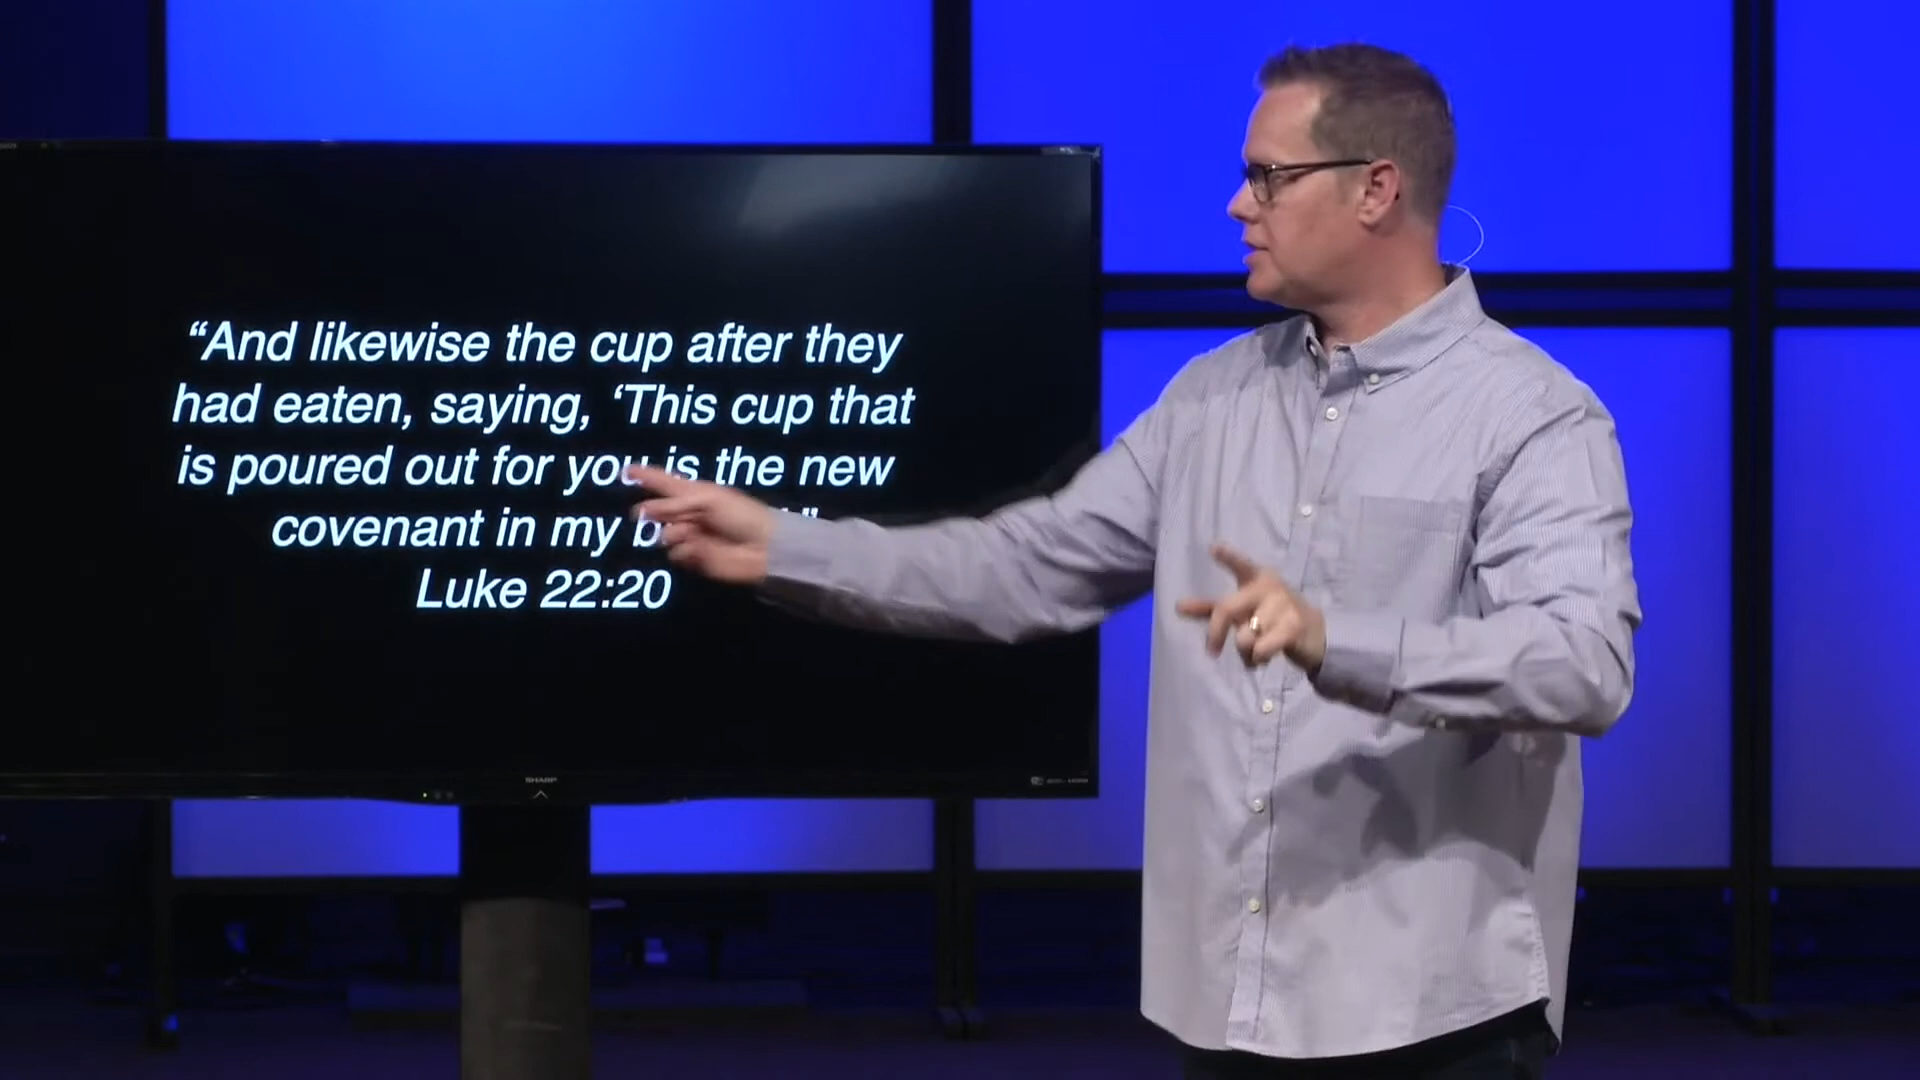 “And likewise the cup after they
had eaten, saying, ‘This cup that
is poured out for you is the new
covenant in my
Luke 22:20
SHARP